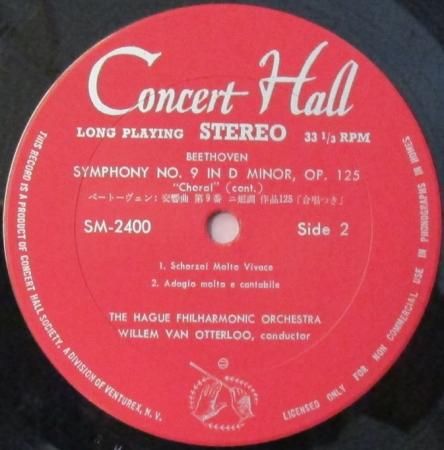 Concert Hall
LONG PLAYING STEREO 33 1/3 RPM
BEETHOVEN
SYMPHONY NO. 9 IN D MINOR, OP. 125
"Choral" (cont.)
ベートーヴェン: 交響曲 第9番 ニ短調 作品125「合唱つき」
SM-2400 Side 2
1. Scherzo: Molto Vivace
2. Adagio molto e cantabile
THE HAGUE PHILHARMONIC ORCHESTRA
WILLEM VAN OTTERLOO, conductor
THIS RECORD IS A PRODUCT OF CONCERT HALL SOCIETY, A DIVISION OF VENTUREX, N. V.
LICENSED ONLY FOR NON COMMERCIAL USE IN PHONOGRAPHS IN HOMES